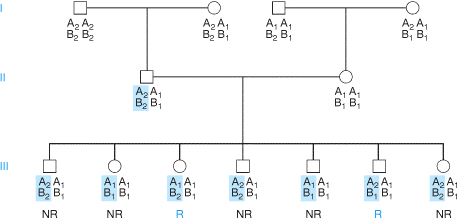 I
A₂ A₂ A₂ A₁ A₁ A₁ A₂ A₁
B₂ B₂ B₂ B₁ B₂ B₁ B₁ B₁
II
A₂ A₁ A₁ A₁
B₂ B₁ B₁ B₁
III
A₂ A₁ A₁ A₁ A₁ A₁ A₂ A₁ A₁ A₁ A₂ A₁ A₂ A₁
B₂ B₁ B₁ B₁ B₂ B₁ B₂ B₁ B₁ B₁ B₁ B₁ B₂ B₁
NR NR R NR NR R NR